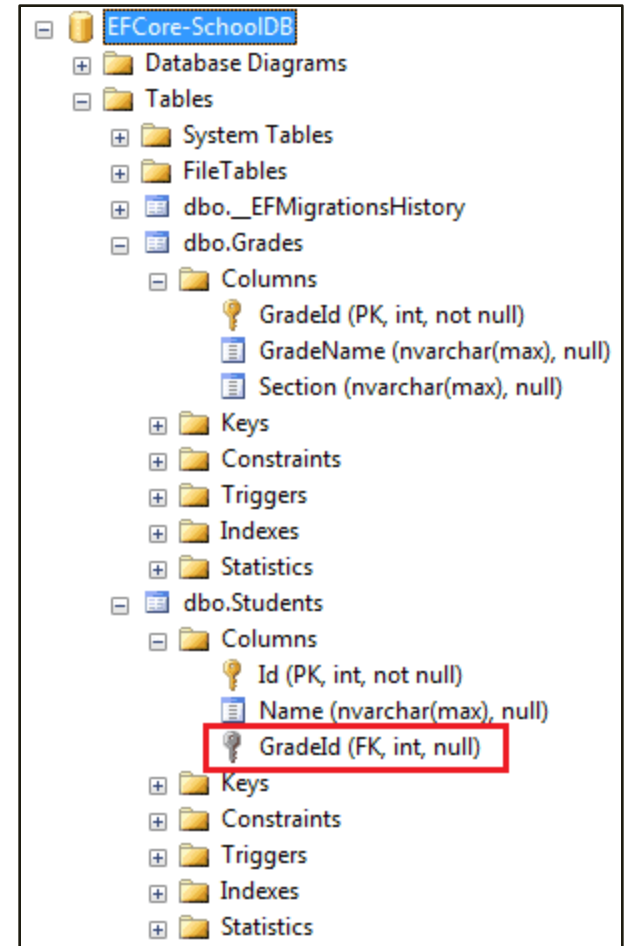 EFCore-SchoolDB
Database Diagrams
Tables
System Tables
FileTables
dbo.__EFMigrationsHistory
dbo.Grades
Columns
GradeId (PK, int, not null)
GradeName (nvarchar(max), null)
Section (nvarchar(max), null)
Keys
Constraints
Triggers
Indexes
Statistics
dbo.Students
Columns
Id (PK, int, not null)
Name (nvarchar(max), null)
GradeId (FK, int, null)
Keys
Constraints
Triggers
Indexes
Statistics